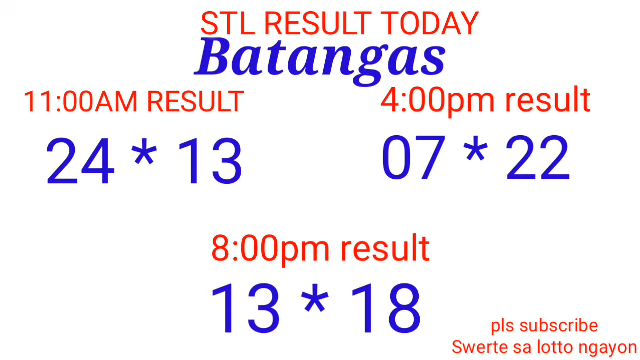 STL RESULT TODAY
Batangas
11:00AM RESULT
24 * 13
4:00pm result
07 * 22
8:00pm result
13 * 18
pls subscribe
Swerte sa lotto ngayon